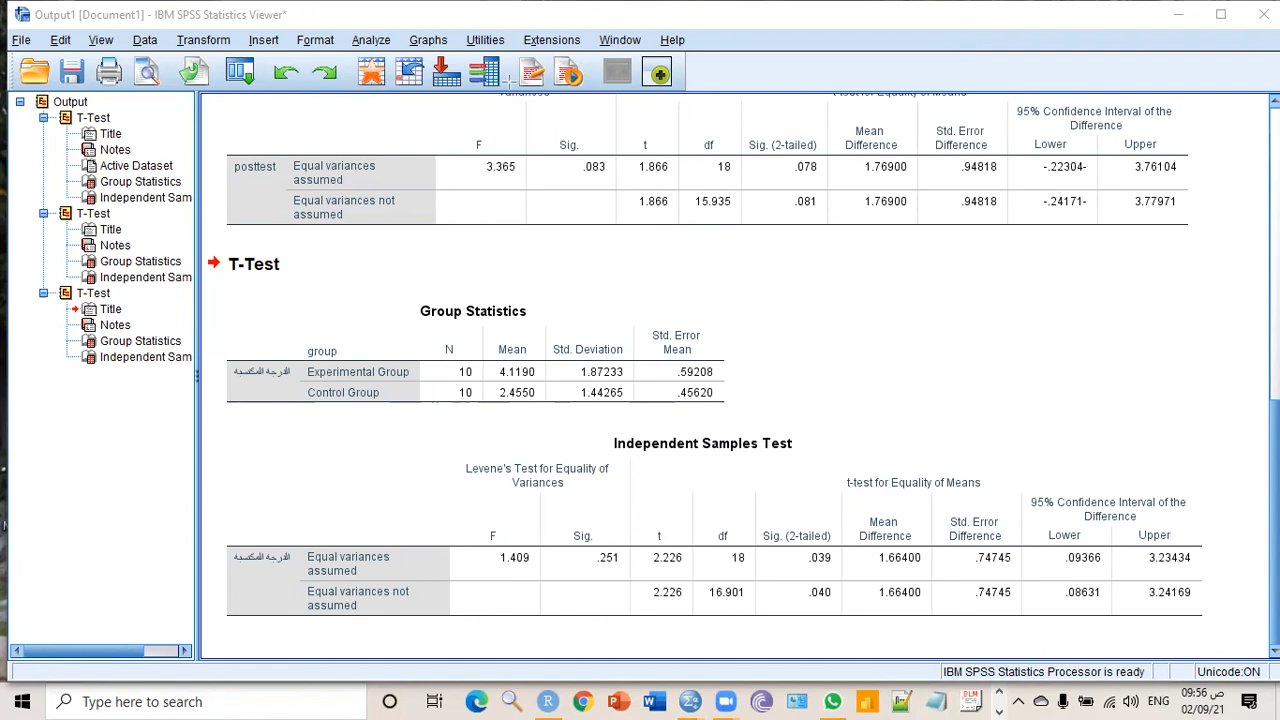 Output1 [Document1] - IBM SPSS Statistics Viewer*
File Edit View Data Transform Insert Format Analyze Graphs Utilities Extensions Window Help
Output
T-Test
Title
Notes
Active Dataset
Group Statistics
Independent Sam
T-Test
Title
Notes
Group Statistics
Independent Sam
T-Test
Title
Notes
Group Statistics
Independent Sam
Variances t-test for Equality of Means
95% Confidence Interval of the
Difference
F Sig. t df Sig. (2-tailed) Mean Difference Std. Error Difference Lower Upper
posttest Equal variances assumed 3.365 .083 1.866 18 .078 1.76900 .94818 -.22304- 3.76104
Equal variances not assumed 1.866 15.935 .081 1.76900 .94818 -.24171- 3.77971
T-Test
Group Statistics
group N Mean Std. Deviation Std. Error Mean
الدرجه المكتسبة Experimental Group 10 4.1190 1.87233 .59208
Control Group 10 2.4550 1.44265 .45620
Independent Samples Test
Levene's Test for Equality of Variances t-test for Equality of Means
95% Confidence Interval of the
Difference
F Sig. t df Sig. (2-tailed) Mean Difference Std. Error Difference Lower Upper
الدرجه المكتسبة Equal variances assumed 1.409 .251 2.226 18 .039 1.66400 .74745 .09366 3.23434
Equal variances not assumed 2.226 16.901 .040 1.66400 .74745 .08631 3.24169
IBM SPSS Statistics Processor is ready Unicode:ON
Type here to search
ENG
09:56 ص
02/09/21